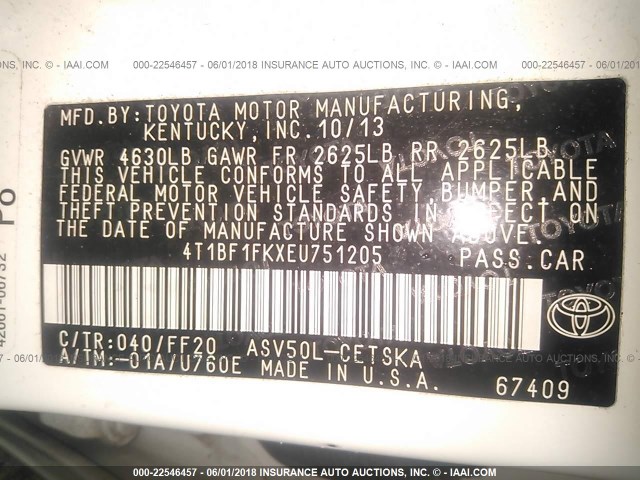 AUCTIONS, INC. - IAAI.COM 000-22546457 - 06/01/2018 INSURANCE AUTO AUCTIONS, INC. - IAAI.COM 000-22546457 - 06/01/2018 INSURANCE
MFD.BY:TOYOTA MOTOR MANUFACTURING,
KENTUCKY,INC.10/13
GVWR 4630LB GAWR FR 2625LB RR 2625LB
THIS VEHICLE CONFORMS TO ALL APPLICABLE
FEDERAL MOTOR VEHICLE SAFETY,BUMPER,AND
THEFT PREVENTION STANDARDS IN EFFECT ON
THE DATE OF MANUFACTURE SHOWN ABOVE.
4T1BF1FKXEU751205 PASS.CAR
C/TR:040/FF20 ASV50L-CETSKA
A/TM:-01A/U760E MADE IN U.S.A.
TOYOTA
67409
PO
000-22546457 - 06/01/2018 INSURANCE AUTO AUCTIONS, INC. - IAAI.COM